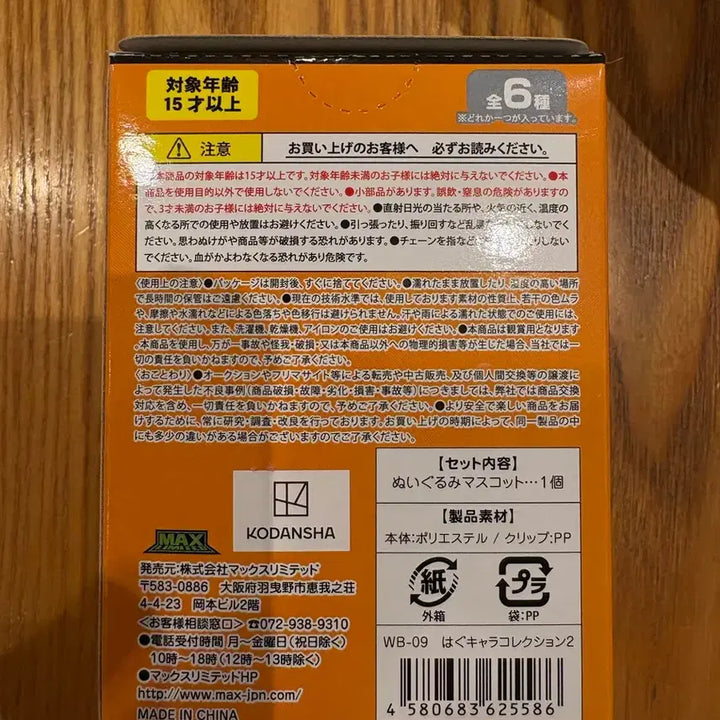 対象年齢
15才以上
全6種
※どれか一つが入っています。
注意
お買い上げのお客様へ 必ずお読みください。
本商品の対象年齢は15才以上です。対象年齢未満のお子様には絶対に与えないでください。●本
商品を使用目的以外で使用しないでください。●小部品があります。誤飲・窒息の危険がありますの
で、3才未満のお子様には絶対に与えないでください。●直射日光の当たる所や、火気の近く、温度の
高くなる所での使用や放置はお避けください。●引っ張ったり、振り回すなど乱暴 しないでくだ
さい。思わぬけがや商品等が破損する恐れがあります。●チェーンを指など しない
でください。血がかよわなくなる恐れがあり危険です。
〈使用上の注意〉●パッケージは開封後、すぐに捨ててください。●濡れたまま放置したり、湿度の高い場所
で長時間の保管はご遠慮ください。●現在の技術水準では、使用しております素材の性質上、若干の色ムラ
や、摩擦や水濡れなどによる色落ちや色移行は避けられません。汗や雨による濡れた状態でのご使用には、
注意してください。また、洗濯機、乾燥機、アイロンのご使用はお避けください。●本商品は観賞用となります。
本商品を使用し、万が一事故や怪我・破損・又は本商品以外への物理的損害等が生じた場合、当社では一
切の責任を負いかねますので、予めご了承ください。
〈おことわり〉●オークションやフリマサイト等による転売や中古販売、及び個人間交換等の譲渡に
よって発生した不良事例(商品破損・故障・劣化・損害・事故等)につきましては、弊社では商品交換
対応を含め、一切責任を負いかねますので、予めご了承ください。●より安全で楽しい商品をお届
けするために、常に研究・調査・改良を行っております。お買い上げの時期によって、同一製品の中
にも多少の違いがある場合がございますのでご了承ください。
KODANSHA
【セット内容】
ぬいぐるみマスコット…1個
【製品素材】
本体:ポリエステル / クリップ:PP
紙
外箱
プラ
袋:PP
MAX
LIMITED
発売元:株式会社マックスリミテッド
〒583-0886 大阪府羽曳野市恵我之荘
4-4-23 岡本ビル2階
〈お客様相談窓口〉☎072-938-9310
●電話受付時間 月～金曜日(祝日除く)
10時～18時(12時～13時除く)
●マックスリミテッドHP
http://www.max-jpn.com/
MADE IN CHINA
WB-09 はぐキャラコレクション2
4 580683 625586